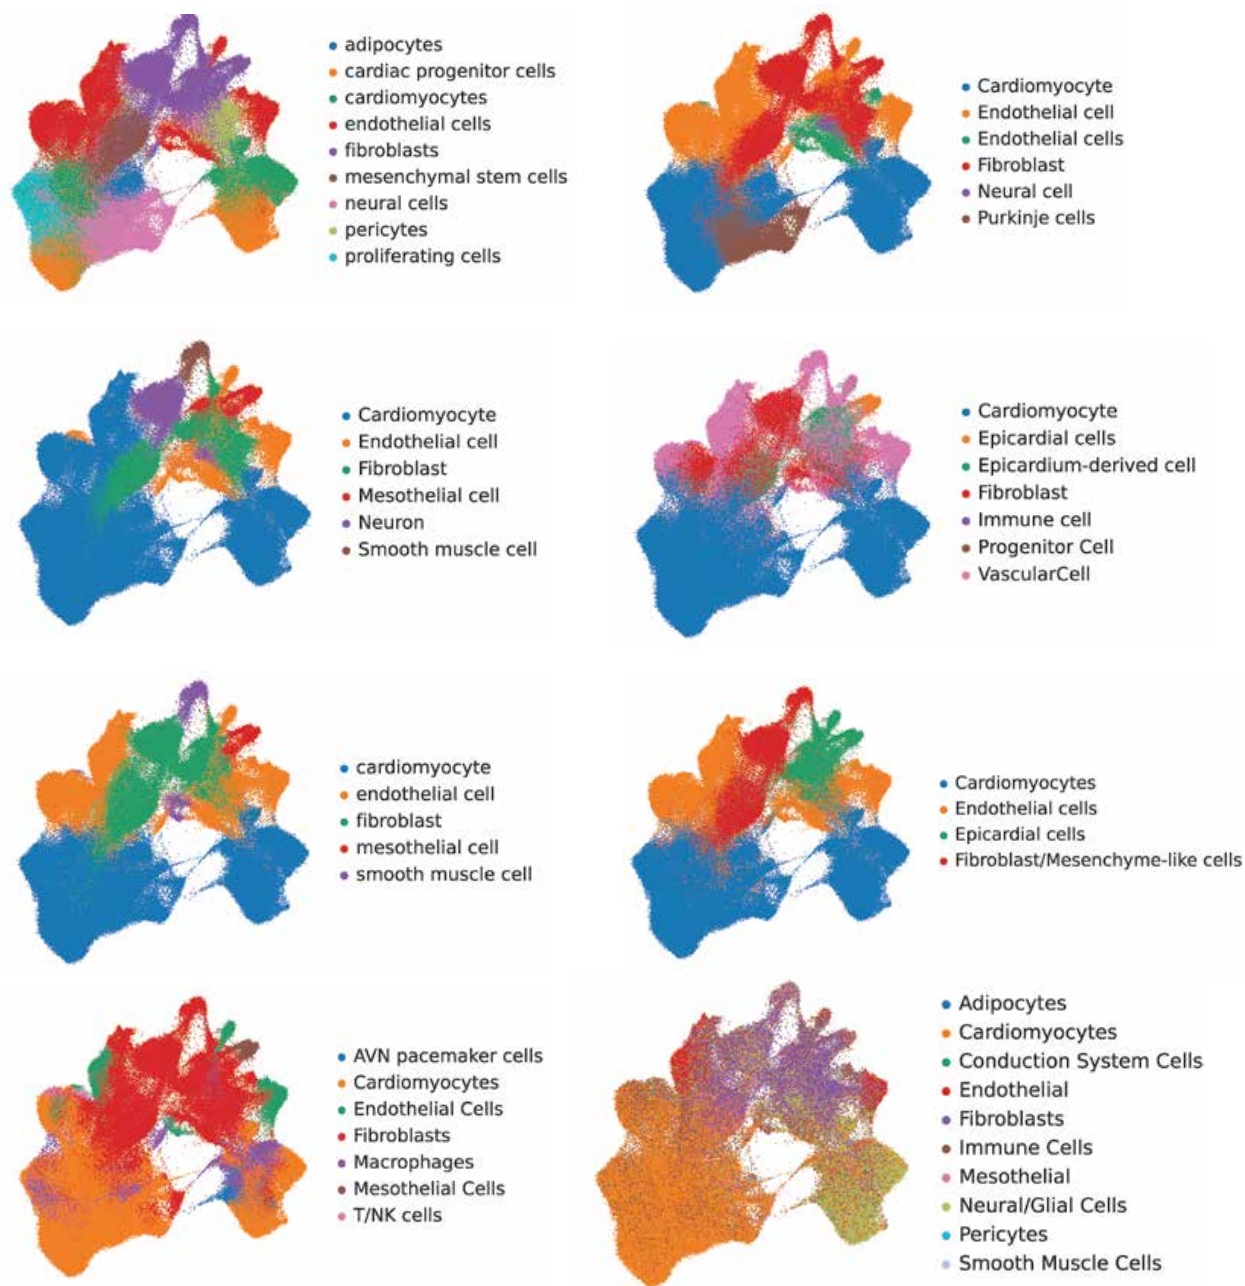 adipocytes
cardiac progenitor cells
cardiomyocytes
endothelial cells
fibroblasts
mesenchymal stem cells
neural cells
pericytes
proliferating cells
Cardiomyocyte
Endothelial cell
Endothelial cells
Fibroblast
Neural cell
Purkinje cells
Cardiomyocyte
Endothelial cell
Fibroblast
Mesothelial cell
Neuron
Smooth muscle cell
Cardiomyocyte
Epicardial cells
Epicardium-derived cell
Fibroblast
Immune cell
Progenitor Cell
VascularCell
cardiomyocyte
endothelial cell
fibroblast
mesothelial cell
smooth muscle cell
Cardiomyocytes
Endothelial cells
Epicardial cells
Fibroblast/Mesenchyme-like cells
AVN pacemaker cells
Cardiomyocytes
Endothelial Cells
Fibroblasts
Macrophages
Mesothelial Cells
T/NK cells
Adipocytes
Cardiomyocytes
Conduction System Cells
Endothelial
Fibroblasts
Immune Cells
Mesothelial
Neural/Glial Cells
Pericytes
Smooth Muscle Cells